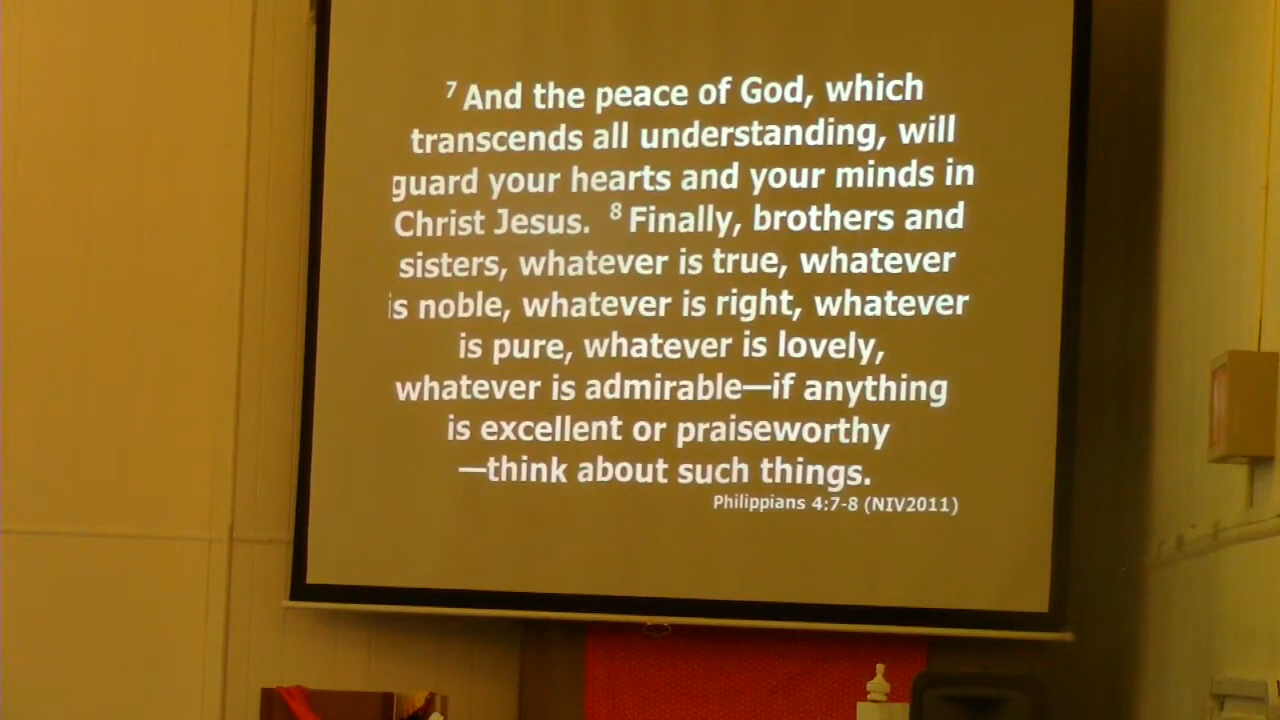 ⁷ And the peace of God, which
transcends all understanding, will
guard your hearts and your minds in
Christ Jesus. ⁸ Finally, brothers and
sisters, whatever is true, whatever
is noble, whatever is right, whatever
is pure, whatever is lovely,
whatever is admirable—if anything
is excellent or praiseworthy
—think about such things.
Philippians 4:7-8 (NIV2011)